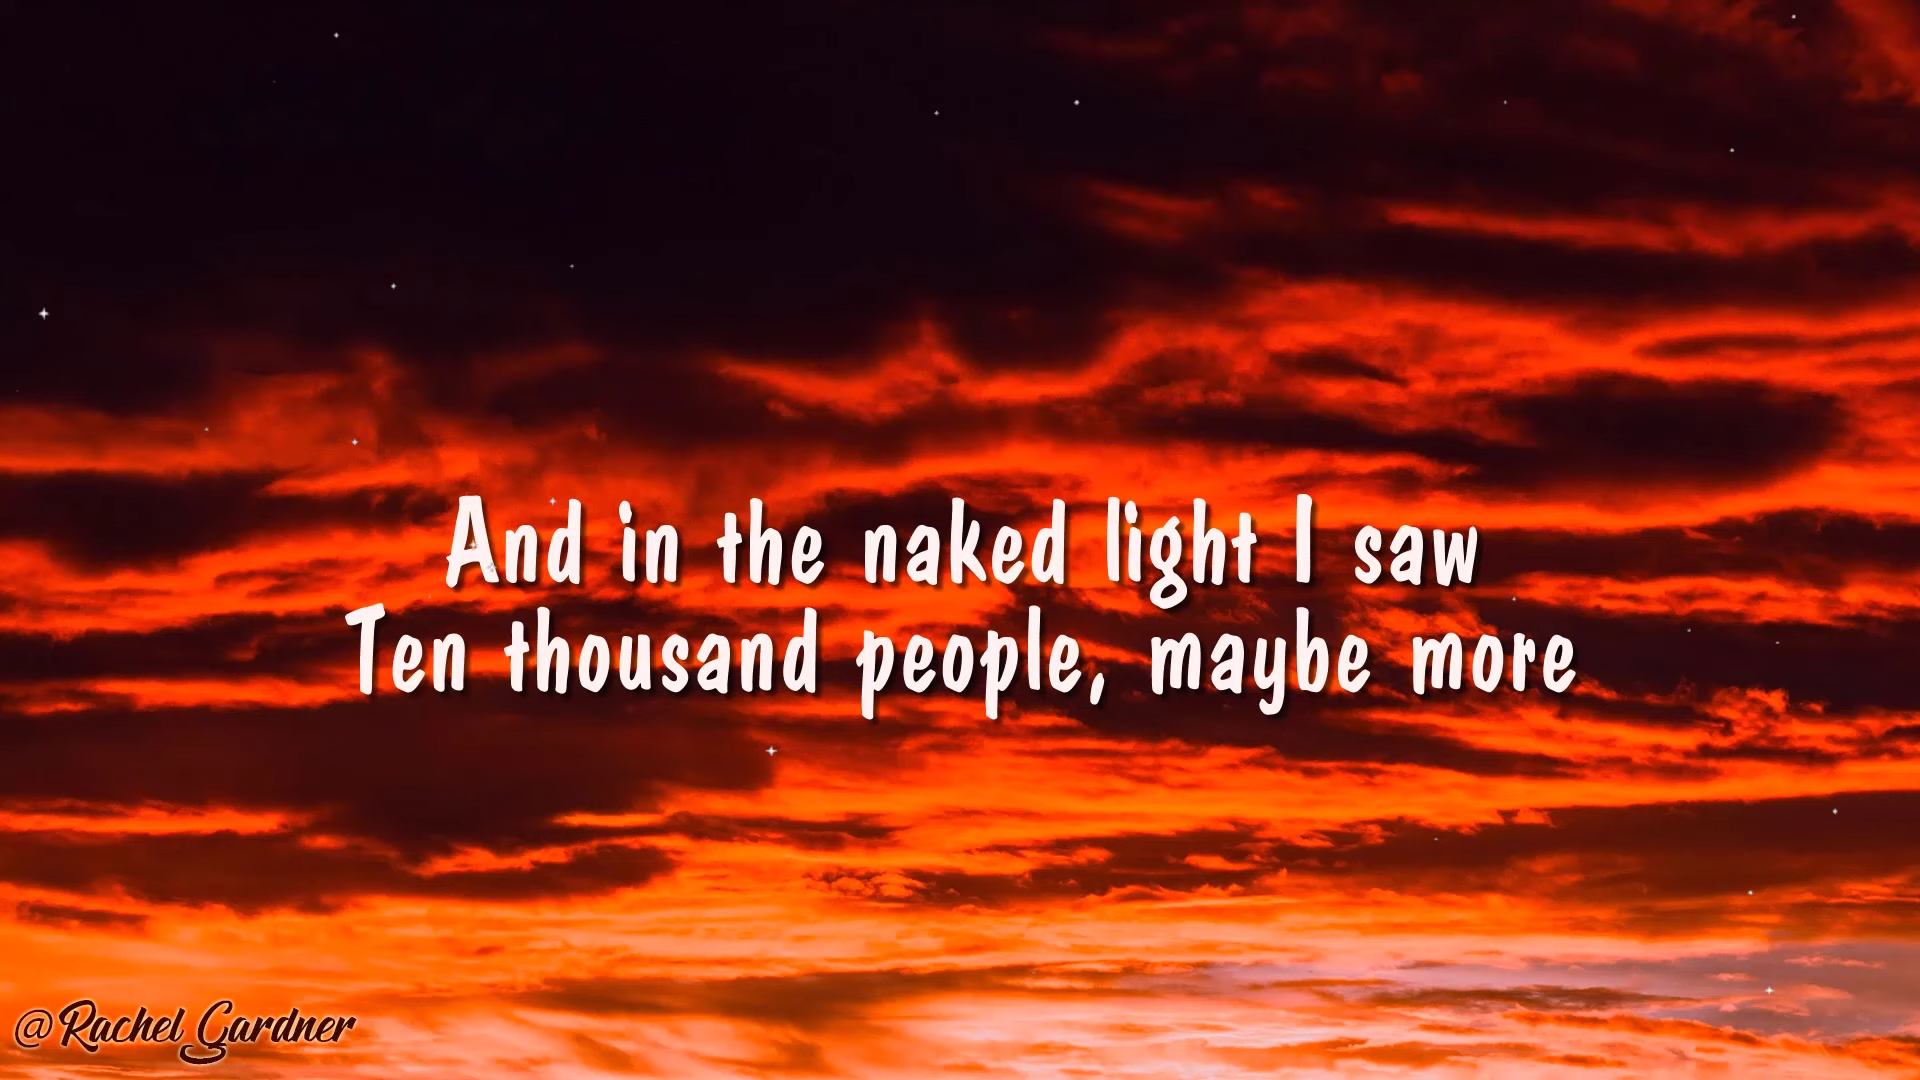 And in the naked light I saw
Ten thousand people, maybe more
@Rachel Gardner